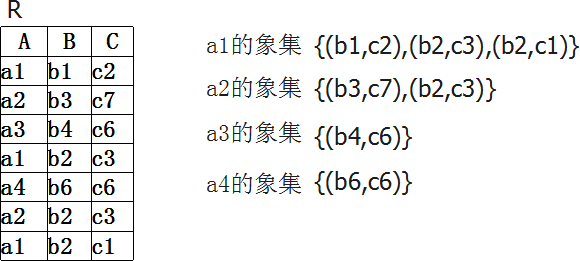 R
A B C
a1 b1 c2
a2 b3 c7
a3 b4 c6
a1 b2 c3
a4 b6 c6
a2 b2 c3
a1 b2 c1
a1的象集 {(b1,c2),(b2,c3),(b2,c1)}
a2的象集 {(b3,c7),(b2,c3)}
a3的象集 {(b4,c6)}
a4的象集 {(b6,c6)}